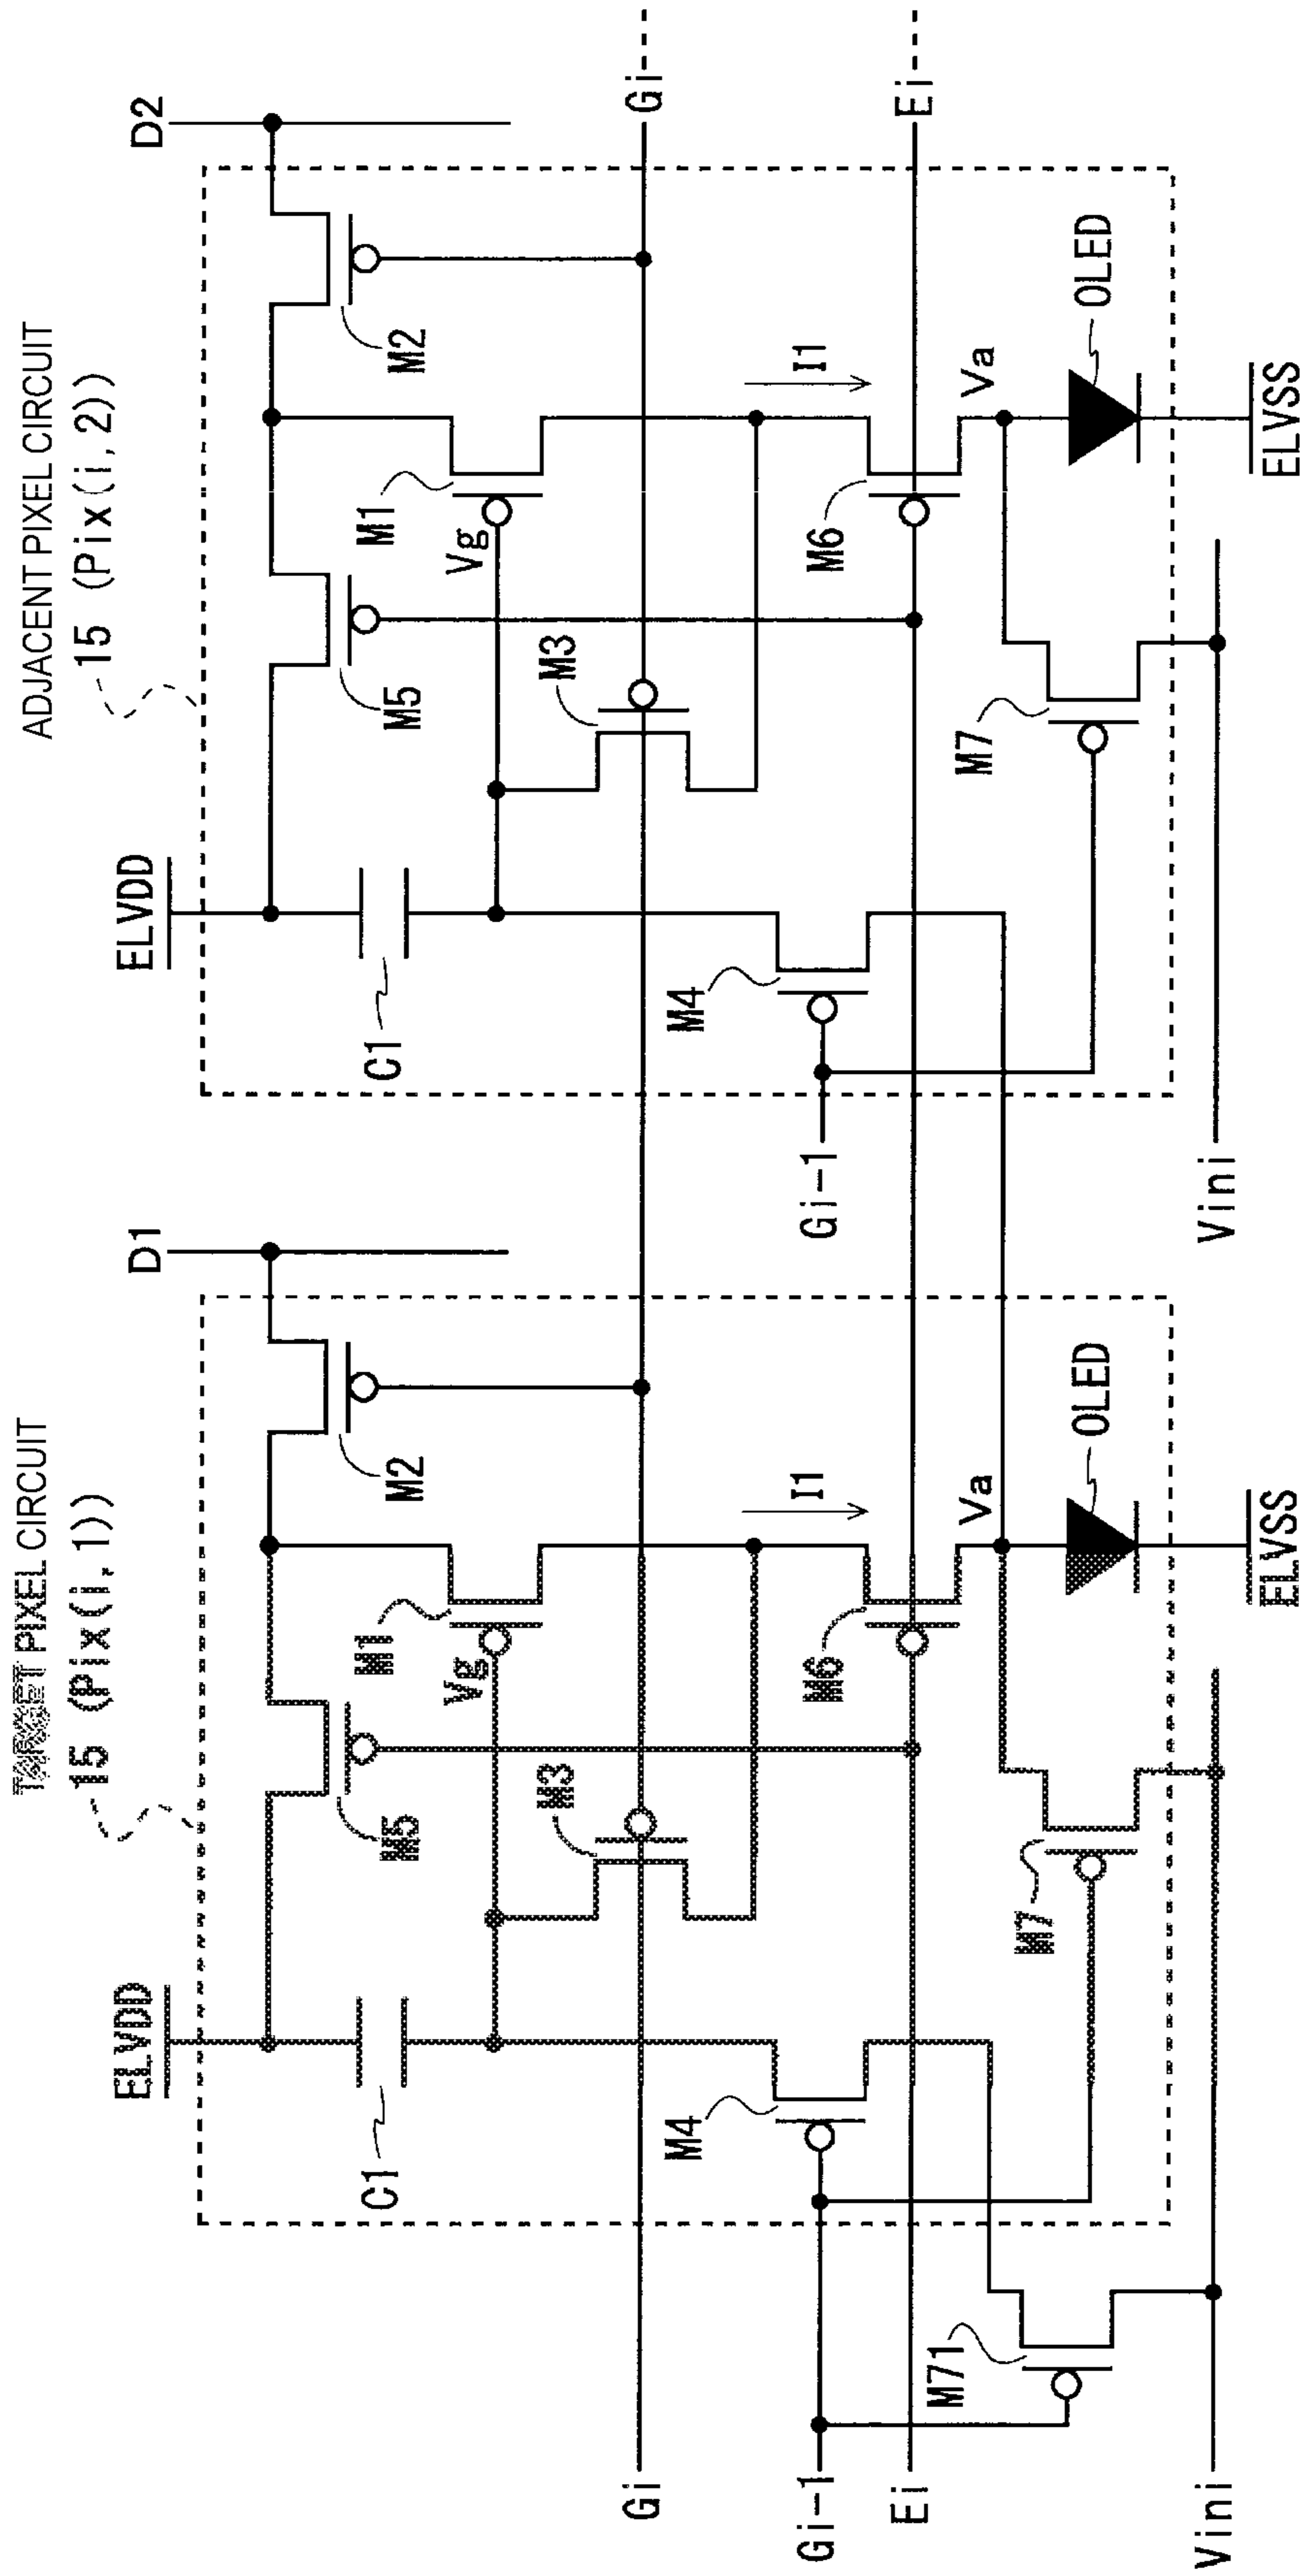 TARGET PIXEL CIRCUIT
15 (Pix(i,1))
ELVDD
D1
C1
M5
M2
M1
Vg
M3
M4
I1
M6
Va
M7
OLED
ELVSS
M71
Gi
Gi-1
Ei
Vini
ADJACENT PIXEL CIRCUIT
15 (Pix(i,2))
ELVDD
D2
C1
M5
M2
M1
Vg
M3
M4
I1
M6
Va
M7
OLED
ELVSS
Gi-1
Vini
Gi
Ei